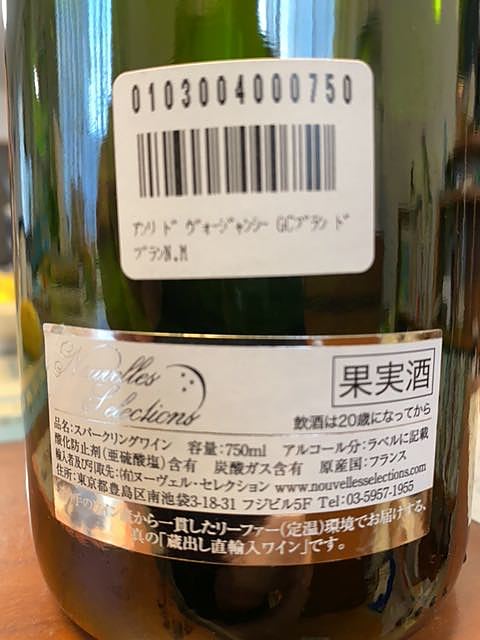 0103004000750
ｱﾝﾘ ﾄﾞ ｳﾞｫｰｼﾞｬﾝｼｰ GCﾌﾞﾗﾝ ﾄﾞ
ﾌﾞﾗﾝN.M
Nouvelles
Selections
果実酒
飲酒は20歳になってから
品名:スパークリングワイン 容量:750ml アルコール分:ラベルに記載
酸化防止剤(亜硫酸塩)含有 炭酸ガス含有 原産国:フランス
輸入者及び引取先:(有)ヌーヴェル・セレクション www.nouvellesselections.com
住所:東京都豊島区南池袋3-18-31 フジビル5F Tel:03-5957-1955
から一貫したリーファー(定温)環境でお届けする、
真の「蔵出し直輸入ワイン」です。